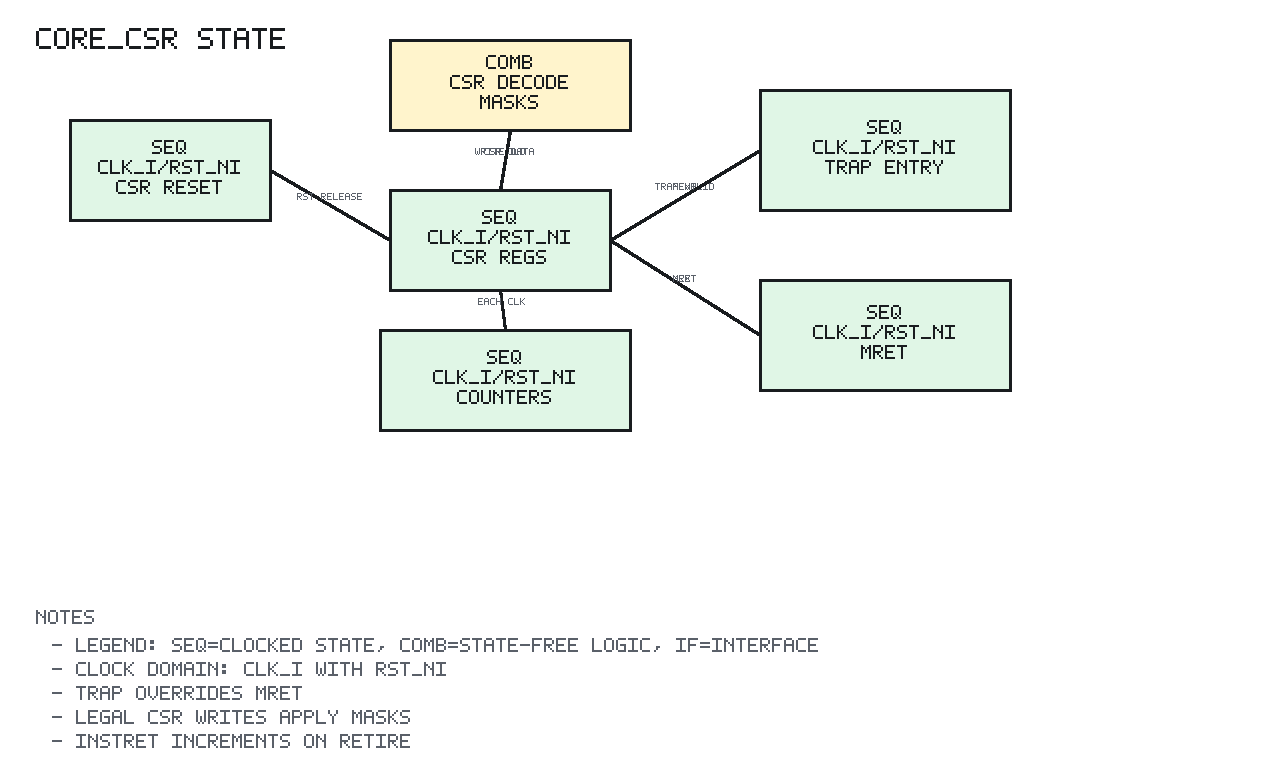 CORE_CSR STATE
COMB
CSR DECODE
MASKS
SEQ
CLK_I/RST_NI
CSR RESET
SEQ
CLK_I/RST_NI
TRAP ENTRY
RST RELEASE
SEQ
CLK_I/RST_NI
CSR REGS
MRET
EACH CLK
SEQ
CLK_I/RST_NI
MRET
SEQ
CLK_I/RST_NI
COUNTERS
NOTES
- LEGEND: SEQ=CLOCKED STATE, COMB=STATE-FREE LOGIC, IF=INTERFACE
- CLOCK DOMAIN: CLK_I WITH RST_NI
- TRAP OVERRIDES MRET
- LEGAL CSR WRITES APPLY MASKS
- INSTRET INCREMENTS ON RETIRE